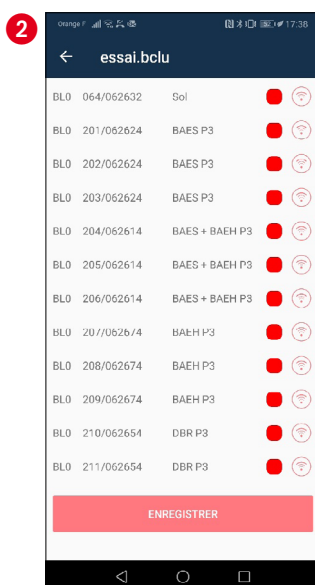 2
Orange F 17:38
essai.bclu
BL0 064/062632 Sol
BL0 201/062624 BAES P3
BL0 202/062624 BAES P3
BL0 203/062624 BAES P3
BL0 204/062614 BAES + BAEH P3
BL0 205/062614 BAES + BAEH P3
BL0 206/062614 BAES + BAEH P3
BL0 207/062674 BAEH P3
BL0 208/062674 BAEH P3
BL0 209/062674 BAEH P3
BL0 210/062654 DBR P3
BL0 211/062654 DBR P3
ENREGISTRER